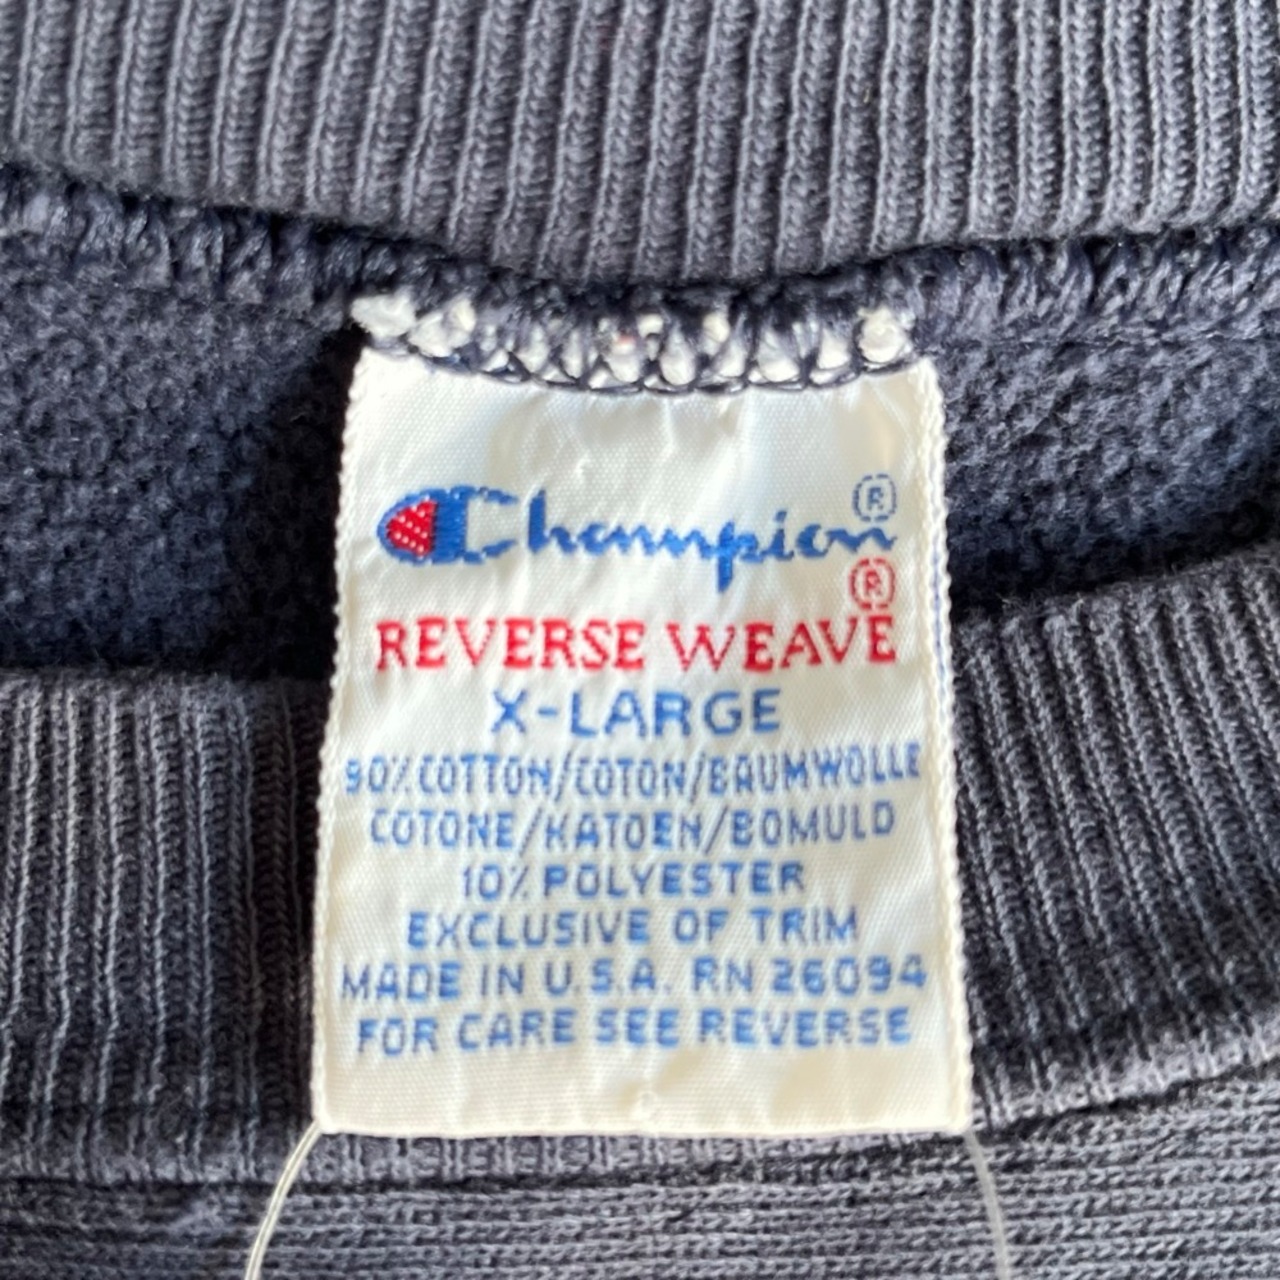 Champion®
REVERSE WEAVE®
X-LARGE
90% COTTON/COTON/BAUMWOLLE
COTONE/KATOEN/BOMULD
10% POLYESTER
EXCLUSIVE OF TRIM
MADE IN U.S.A. RN 26094
FOR CARE SEE REVERSE